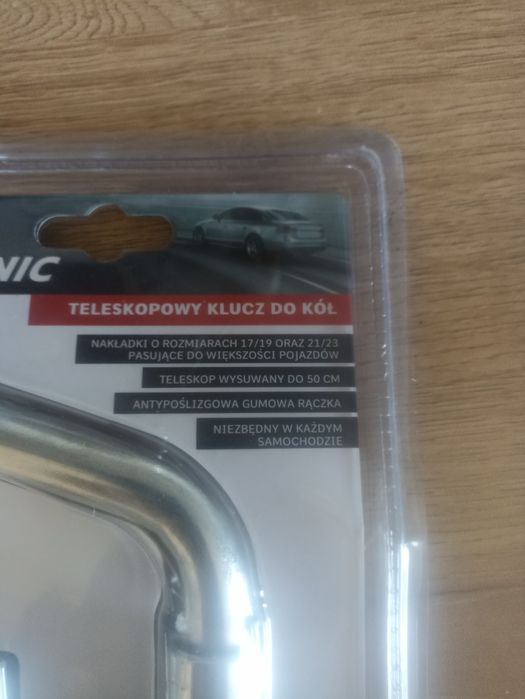 NIC
TELESKOPOWY KLUCZ DO KÓŁ
NAKŁADKI O ROZMIARACH 17/19 ORAZ 21/23
PASUJĄCE DO WIĘKSZOŚCI POJAZDÓW
TELESKOP WYSUWANY DO 50 CM
ANTYPOŚLIZGOWA GUMOWA RĄCZKA
NIEZBĘDNY W KAŻDYM
SAMOCHODZIE